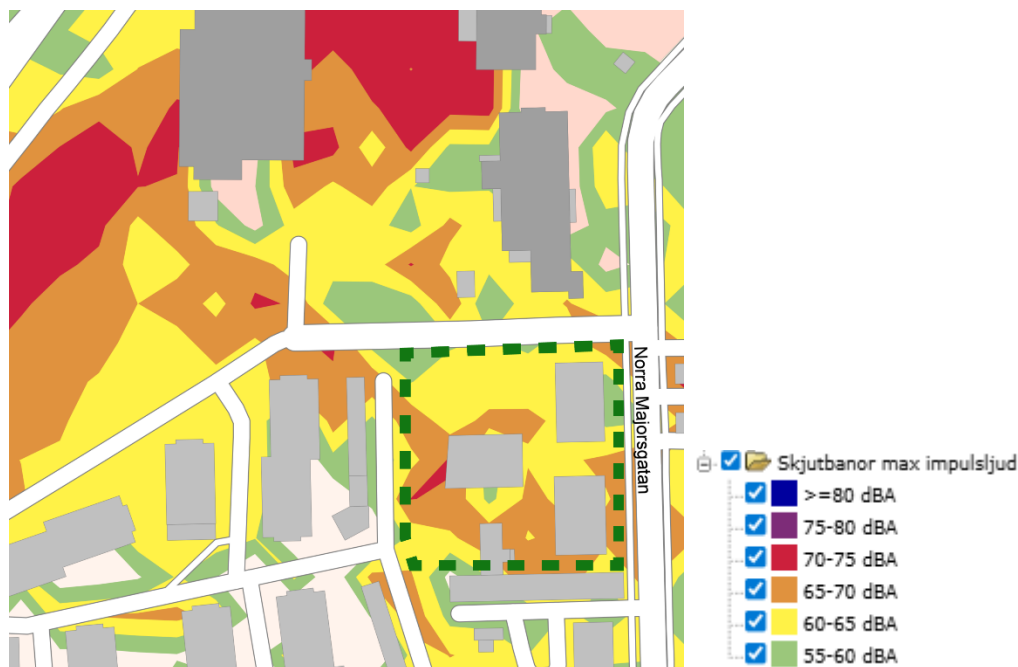 Norra Majorsgatan
Skjutbanor max impulsljud
>=80 dBA
75-80 dBA
70-75 dBA
65-70 dBA
60-65 dBA
55-60 dBA